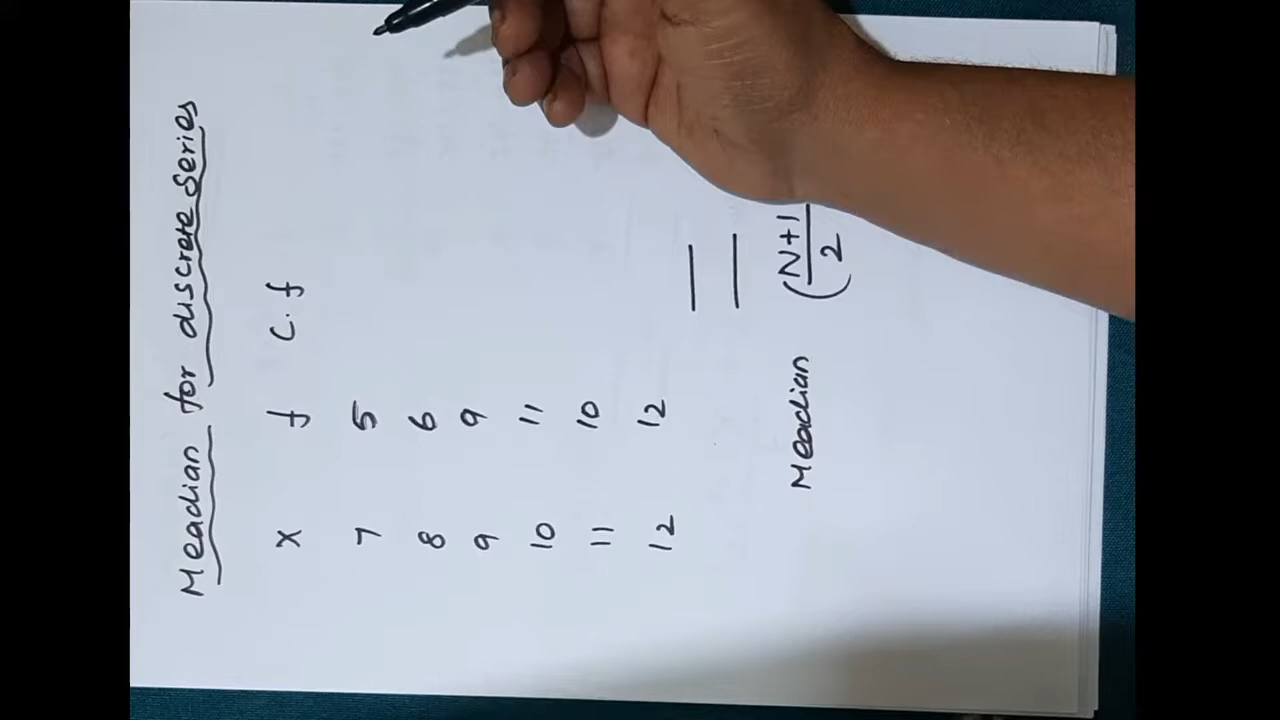 Meadian for discrete series
x f c.f
7 5
8 6
9 9
10 11
11 10
12 12
Meadian (N+1
2